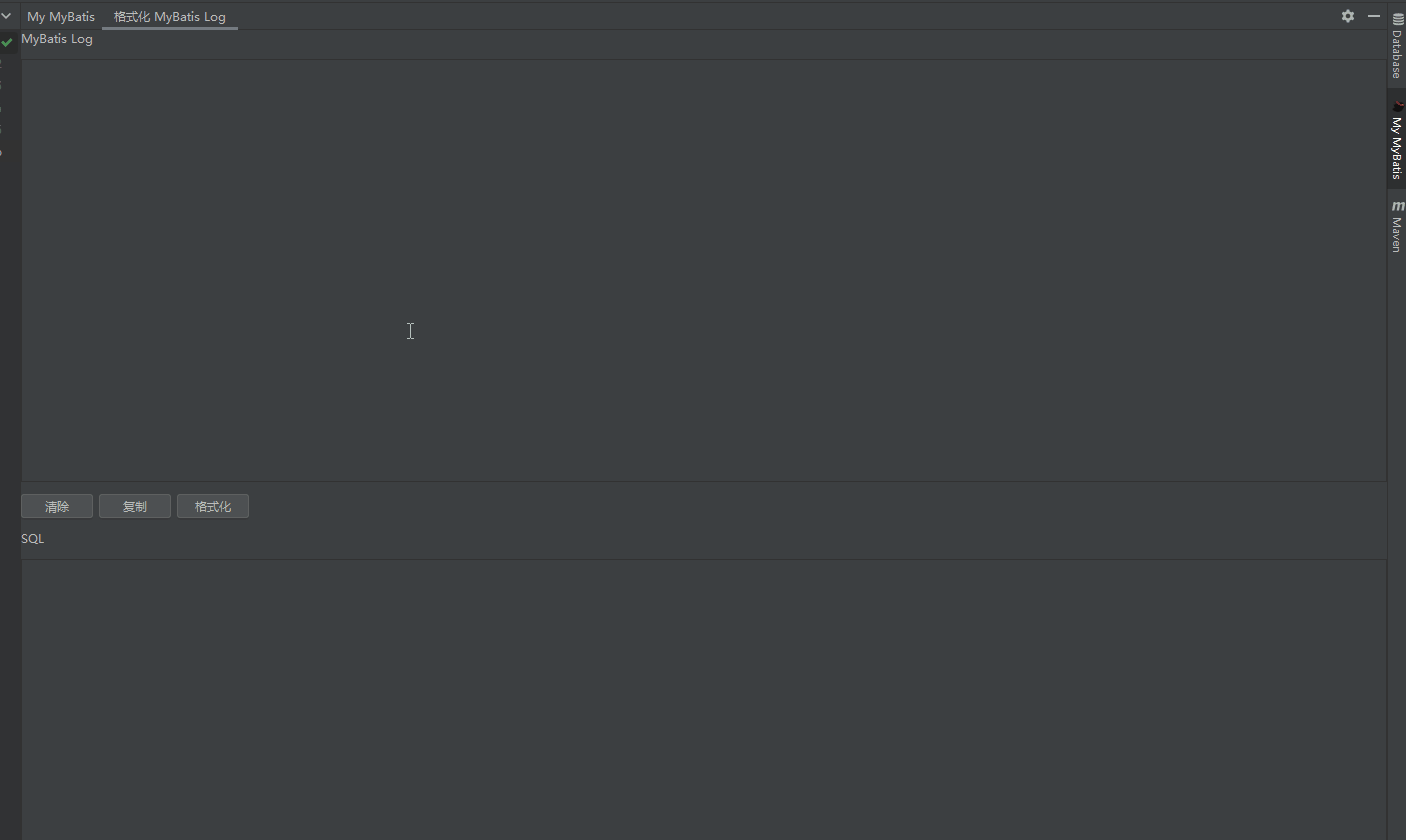 My MyBatis 格式化 MyBatis Log
MyBatis Log
清除 复制 格式化
SQL
Database
My MyBatis
m Maven